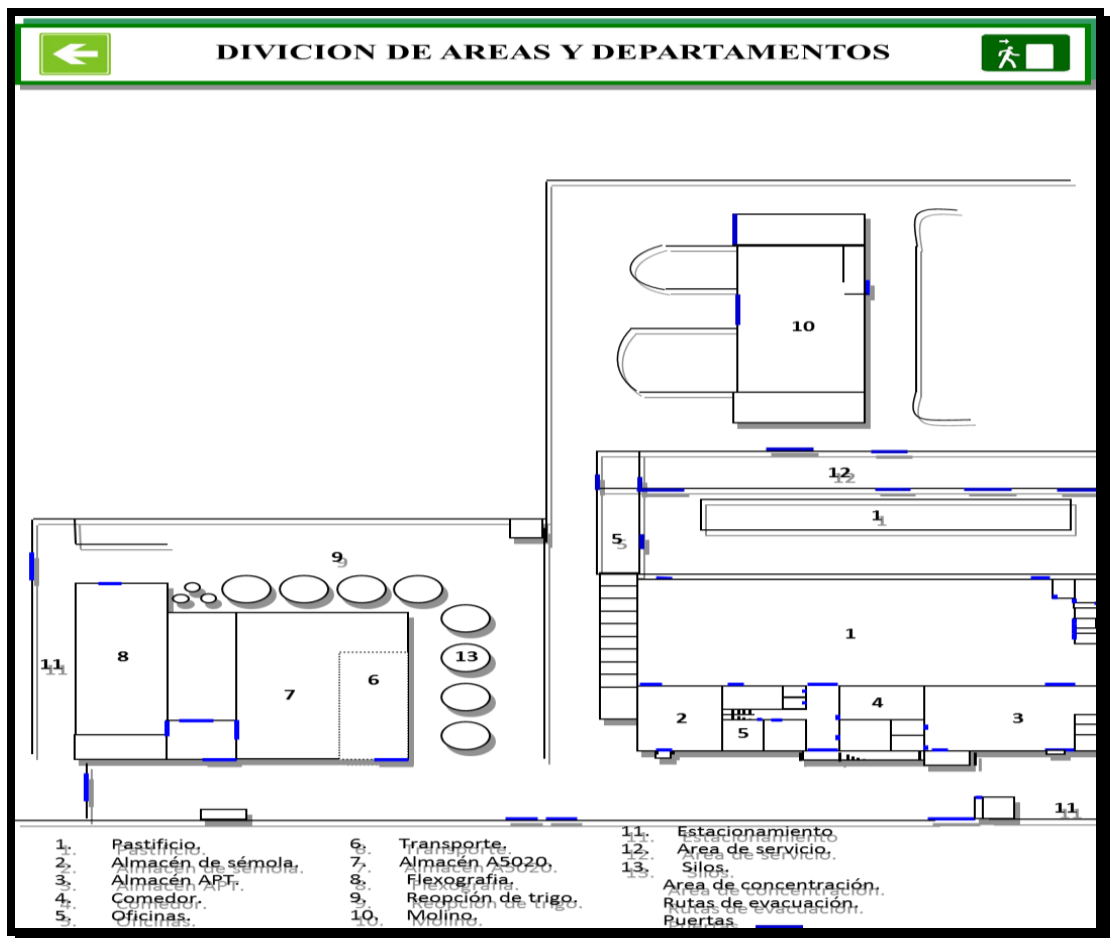 DIVICION DE AREAS Y DEPARTAMENTOS
10
12
1
5
9
11
8
7
6
13
1
2
5
4
3
11
1. Pastificio.
2. Almacén de sémola.
3. Almacén APT.
4. Comedor.
5. Oficinas.
6. Transporte.
7. Almacén A5020.
8. Flexografia.
9. Reopción de trigo.
10. Molino.
11. Estacionamiento
12. Area de servicio.
13. Silos.
Area de concentración.
Rutas de evacuación.
Puertas